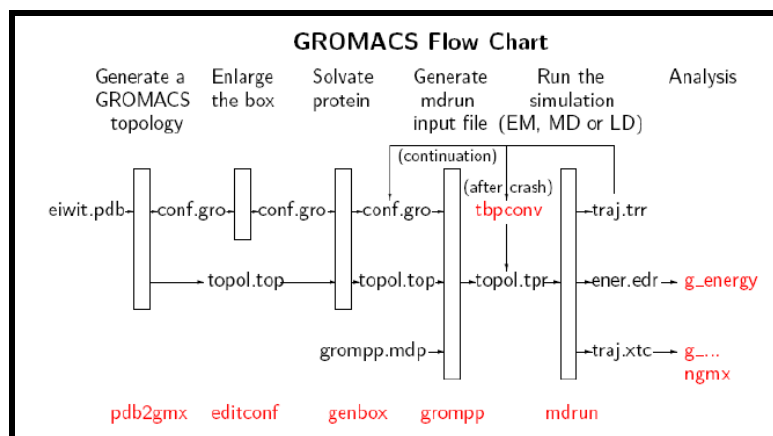 GROMACS Flow Chart
Generate a GROMACS topology
Enlarge the box
Solvate protein
Generate mdrun input file
Run the simulation (EM, MD or LD)
Analysis
(continuation)
(after crash)
eiwit.pdb conf.gro conf.gro conf.gro tbpconv traj.trr
topol.top topol.top topol.tpr ener.edr g_energy
grompp.mdp traj.xtc g_...
ngmx
pdb2gmx editconf genbox grompp mdrun